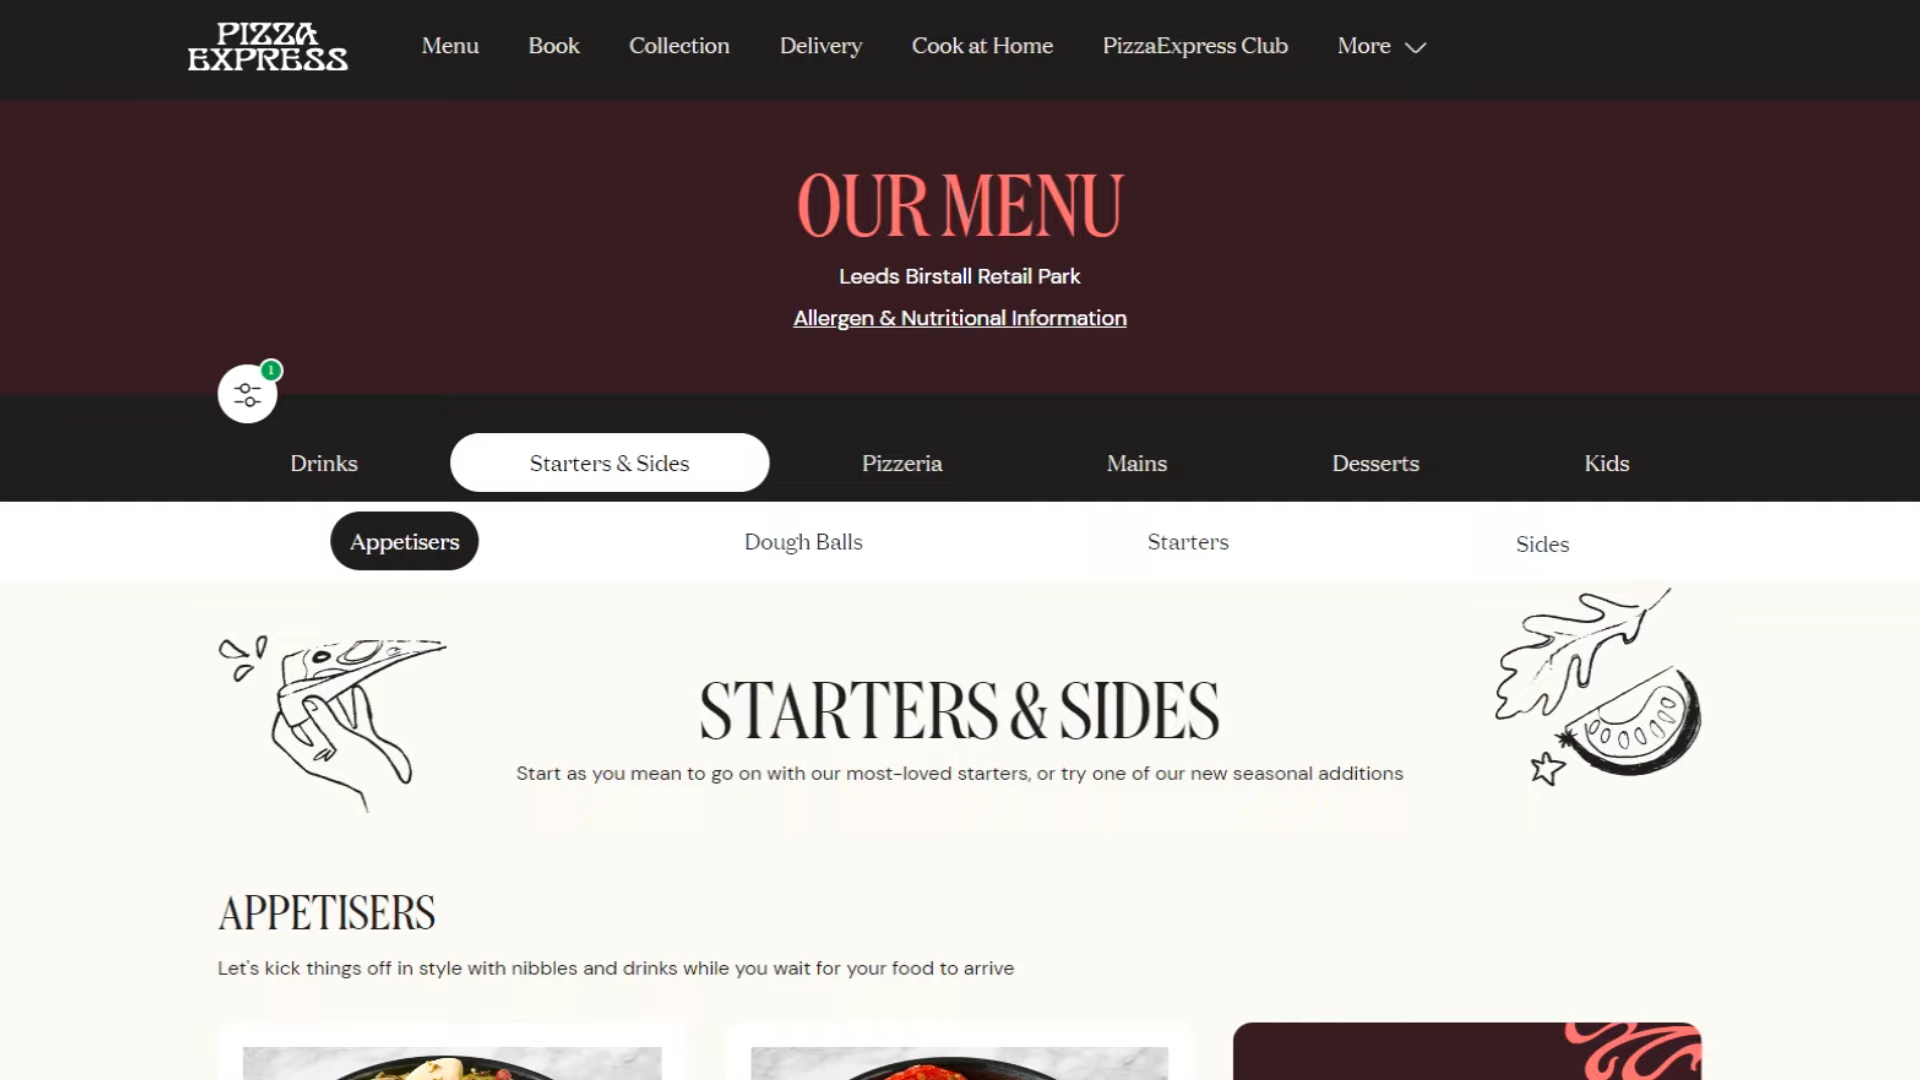 PIZZA
EXPRESS
Menu
Book
Collection
Delivery
Cook at Home
PizzaExpress Club
More
OUR MENU
Leeds Birstall Retail Park
Allergen & Nutritional Information
1
Drinks
Starters & Sides
Pizzeria
Mains
Desserts
Kids
Appetisers
Dough Balls
Starters
Sides
STARTERS & SIDES
Start as you mean to go on with our most-loved starters, or try one of our new seasonal additions
APPETISERS
Let's kick things off in style with nibbles and drinks while you wait for your food to arrive